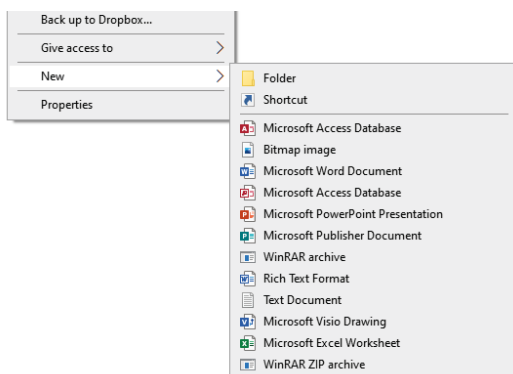 Back up to Dropbox...
Give access to
New
Properties
Folder
Shortcut
Microsoft Access Database
Bitmap image
Microsoft Word Document
Microsoft Access Database
Microsoft PowerPoint Presentation
Microsoft Publisher Document
WinRAR archive
Rich Text Format
Text Document
Microsoft Visio Drawing
Microsoft Excel Worksheet
WinRAR ZIP archive